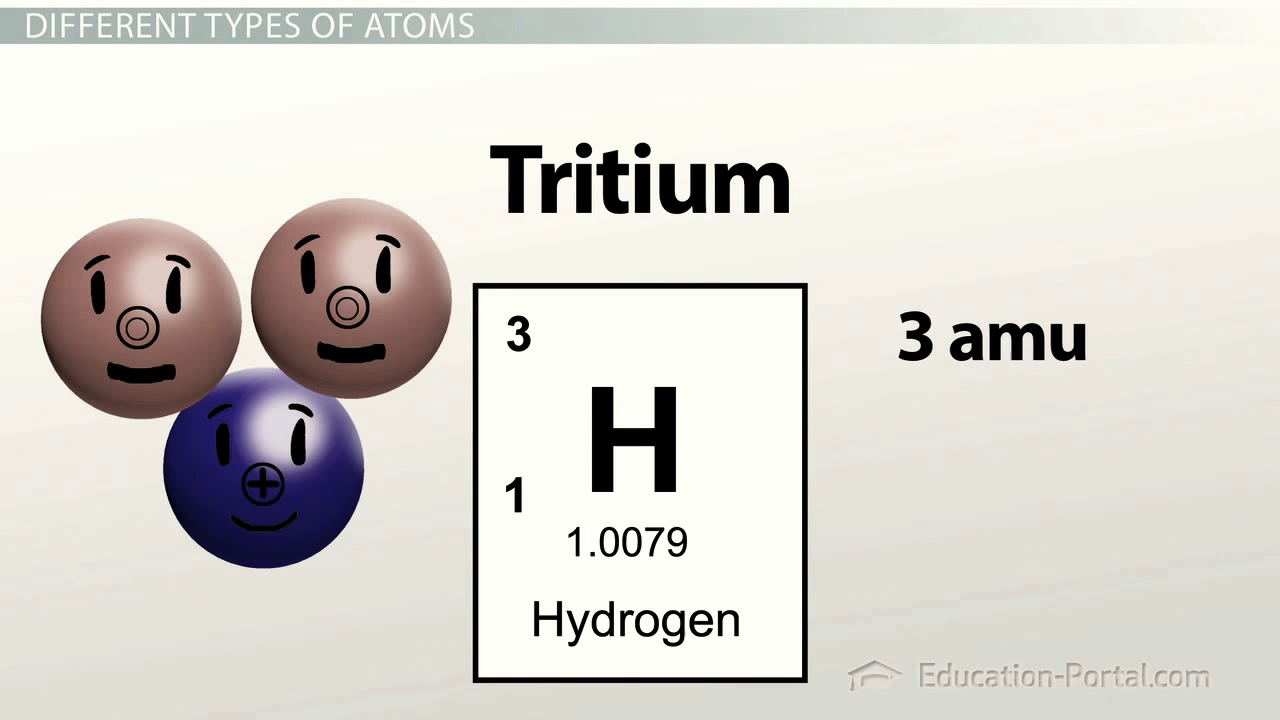 DIFFERENT TYPES OF ATOMS
Tritium
3
H
1
1.0079
Hydrogen
3 amu
+
Education-Portal.com